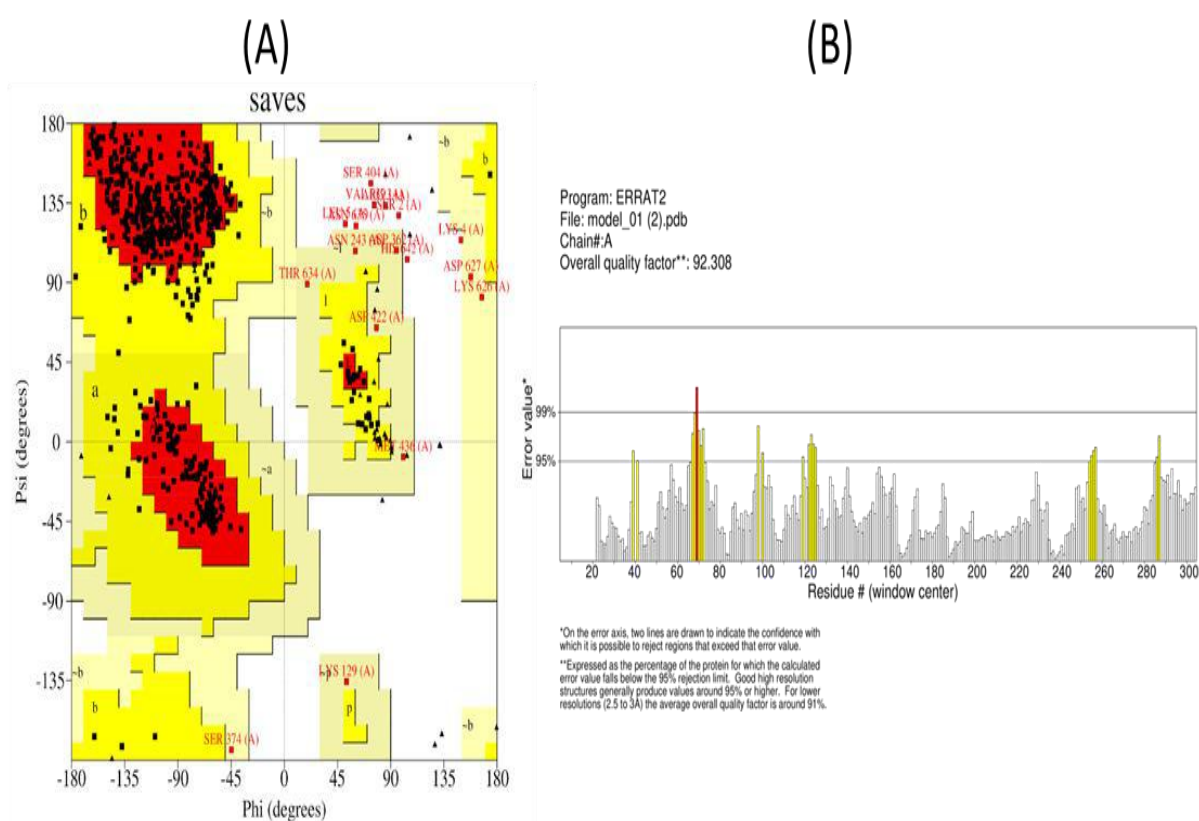 (A)
(B)
saves
180
135
90
45
0
-45
-90
-135
-180 -135 -90 -45 0 45 90 135 180
Psi (degrees)
Phi (degrees)
b
~b
~b
b
a
~a
l
~l
~b
b
~p
p
~b
SER 404 (A)
SER 2 (A)
ASN 243 (A)
ASP 362 (A)
LYS 4 (A)
THR 634 (A)
ASP 627 (A)
LYS 626 (A)
ASP 422 (A)
MET 436 (A)
LYS 129 (A)
SER 374 (A)
Program: ERRAT2
File: model_01 (2).pdb
Chain#:A
Overall quality factor**: 92.308
Error value*
99%
95%
20 40 60 80 100 120 140 160 180 200 220 240 260 280 300
Residue # (window center)
*On the error axis, two lines are drawn to indicate the confidence with
which it is possible to reject regions that exceed that error value.
**Expressed as the percentage of the protein for which the calculated
error value falls below the 95% rejection limit. Good high resolution
structures generally produce values around 95% or higher. For lower
resolutions (2.5 to 3A) the average overall quality factor is around 91%.